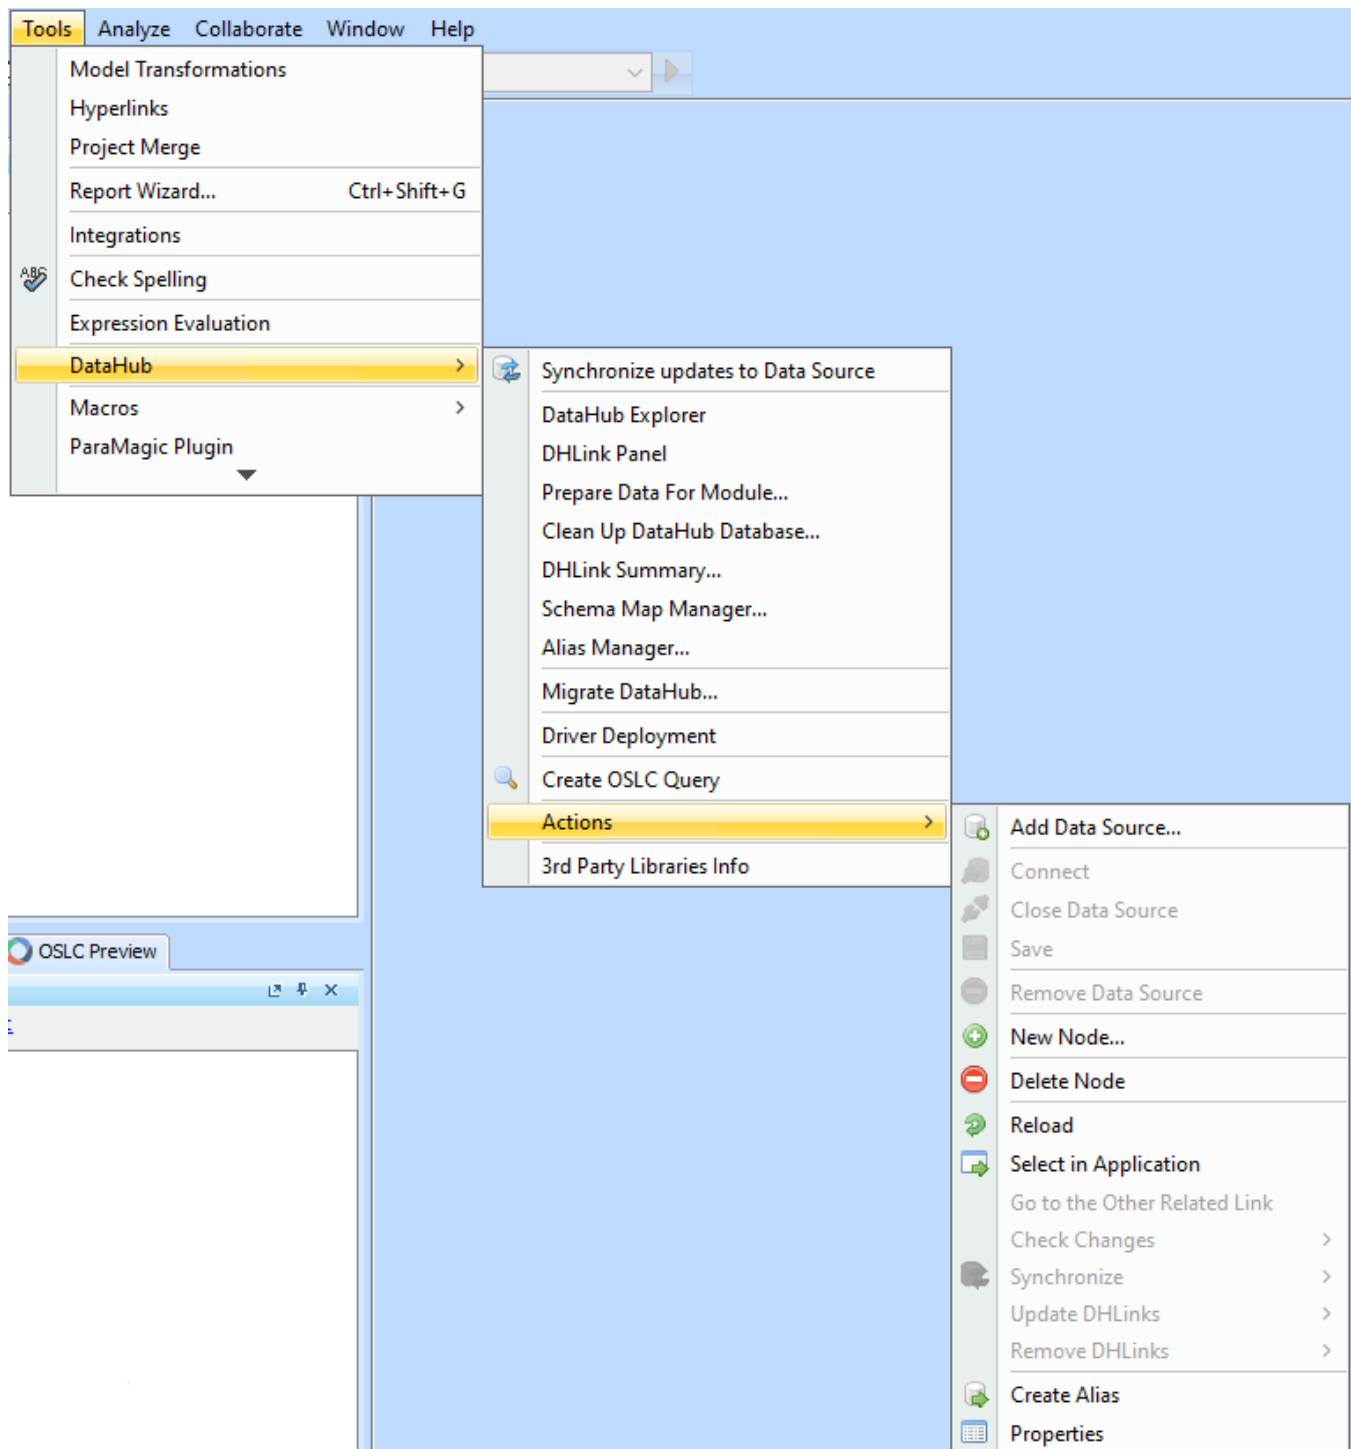 Tools Analyze Collaborate Window Help
Model Transformations
Hyperlinks
Project Merge
Report Wizard... Ctrl+Shift+G
Integrations
ABC Check Spelling
Expression Evaluation
DataHub
Macros
ParaMagic Plugin
Synchronize updates to Data Source
DataHub Explorer
DHLink Panel
Prepare Data For Module...
Clean Up DataHub Database...
DHLink Summary...
Schema Map Manager...
Alias Manager...
Migrate DataHub...
Driver Deployment
Create OSLC Query
Actions
3rd Party Libraries Info
Add Data Source...
Connect
Close Data Source
Save
Remove Data Source
New Node...
Delete Node
Reload
Select in Application
Go to the Other Related Link
Check Changes
Synchronize
Update DHLinks
Remove DHLinks
Create Alias
Properties
OSLC Preview